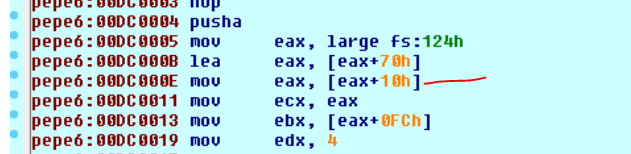 pepe6:00DC0003 nop
pepe6:00DC0004 pusha
pepe6:00DC0005 mov eax, large fs:124h
pepe6:00DC000B lea eax, [eax+70h]
pepe6:00DC000E mov eax, [eax+10h]
pepe6:00DC0011 mov ecx, eax
pepe6:00DC0013 mov ebx, [eax+0FCh]
pepe6:00DC0019 mov edx, 4